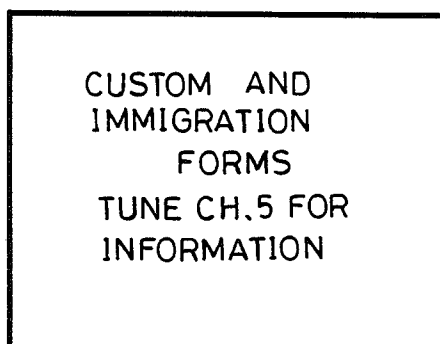 CUSTOM AND
IMMIGRATION
FORMS
TUNE CH.5 FOR
INFORMATION